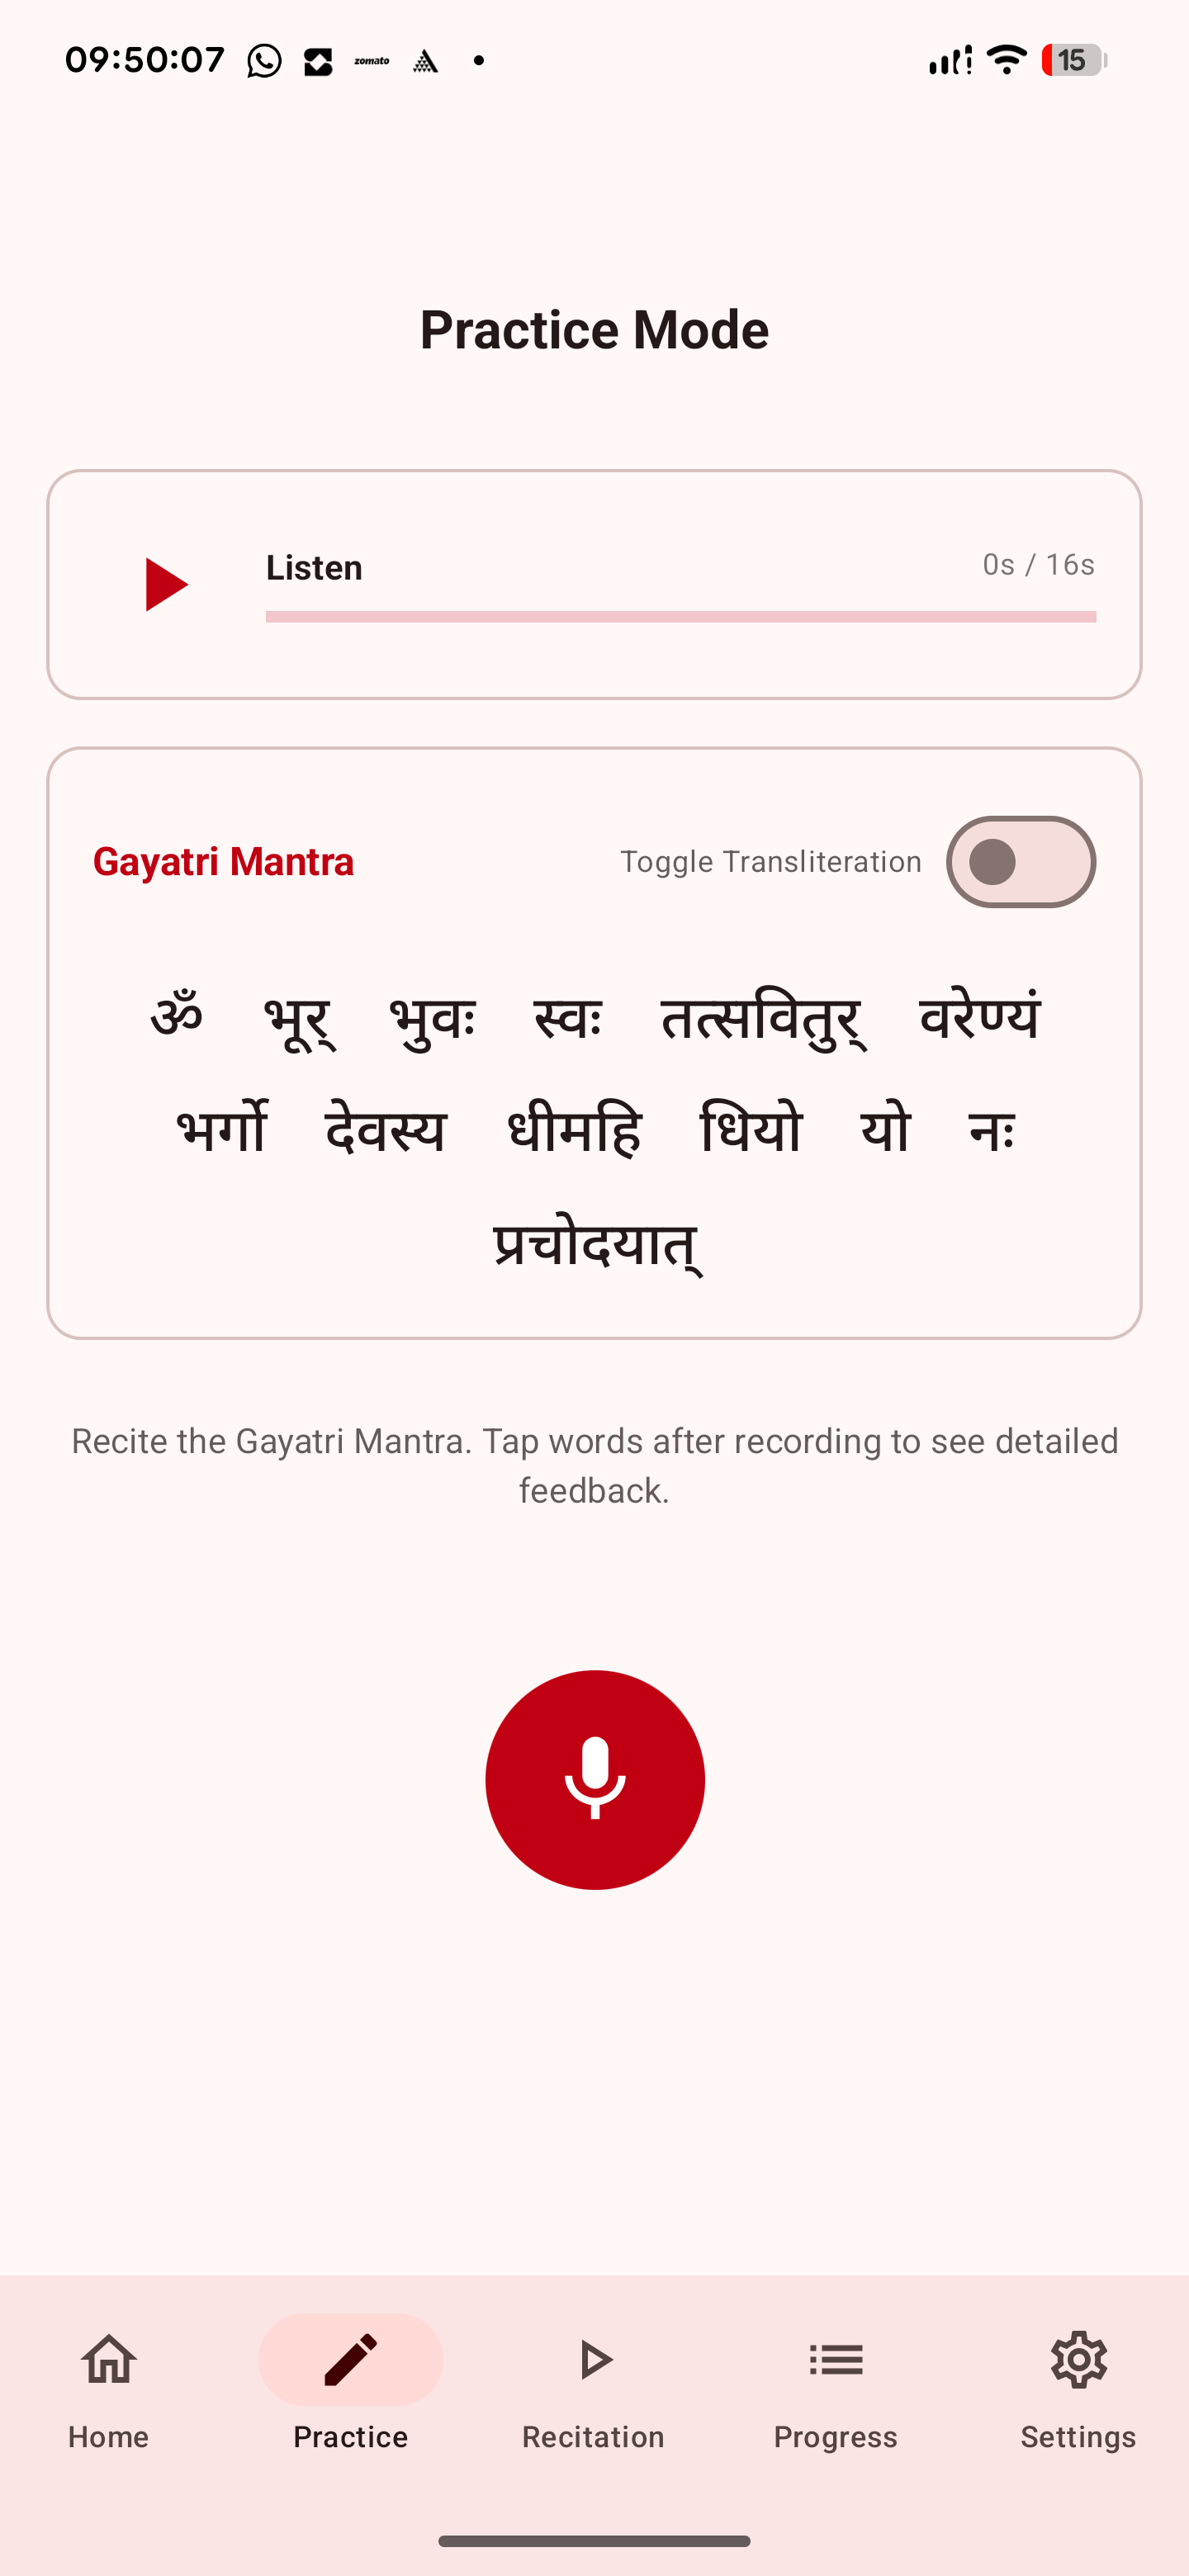 09:50:07 zomato 15
Practice Mode
Listen 0s / 16s
Gayatri Mantra Toggle Transliteration
ॐ भूर् भुवः स्वः तत्सवितुर् वरेण्यं
भर्गो देवस्य धीमहि धियो यो नः
प्रचोदयात्
Recite the Gayatri Mantra. Tap words after recording to see detailed
feedback.
Home Practice Recitation Progress Settings